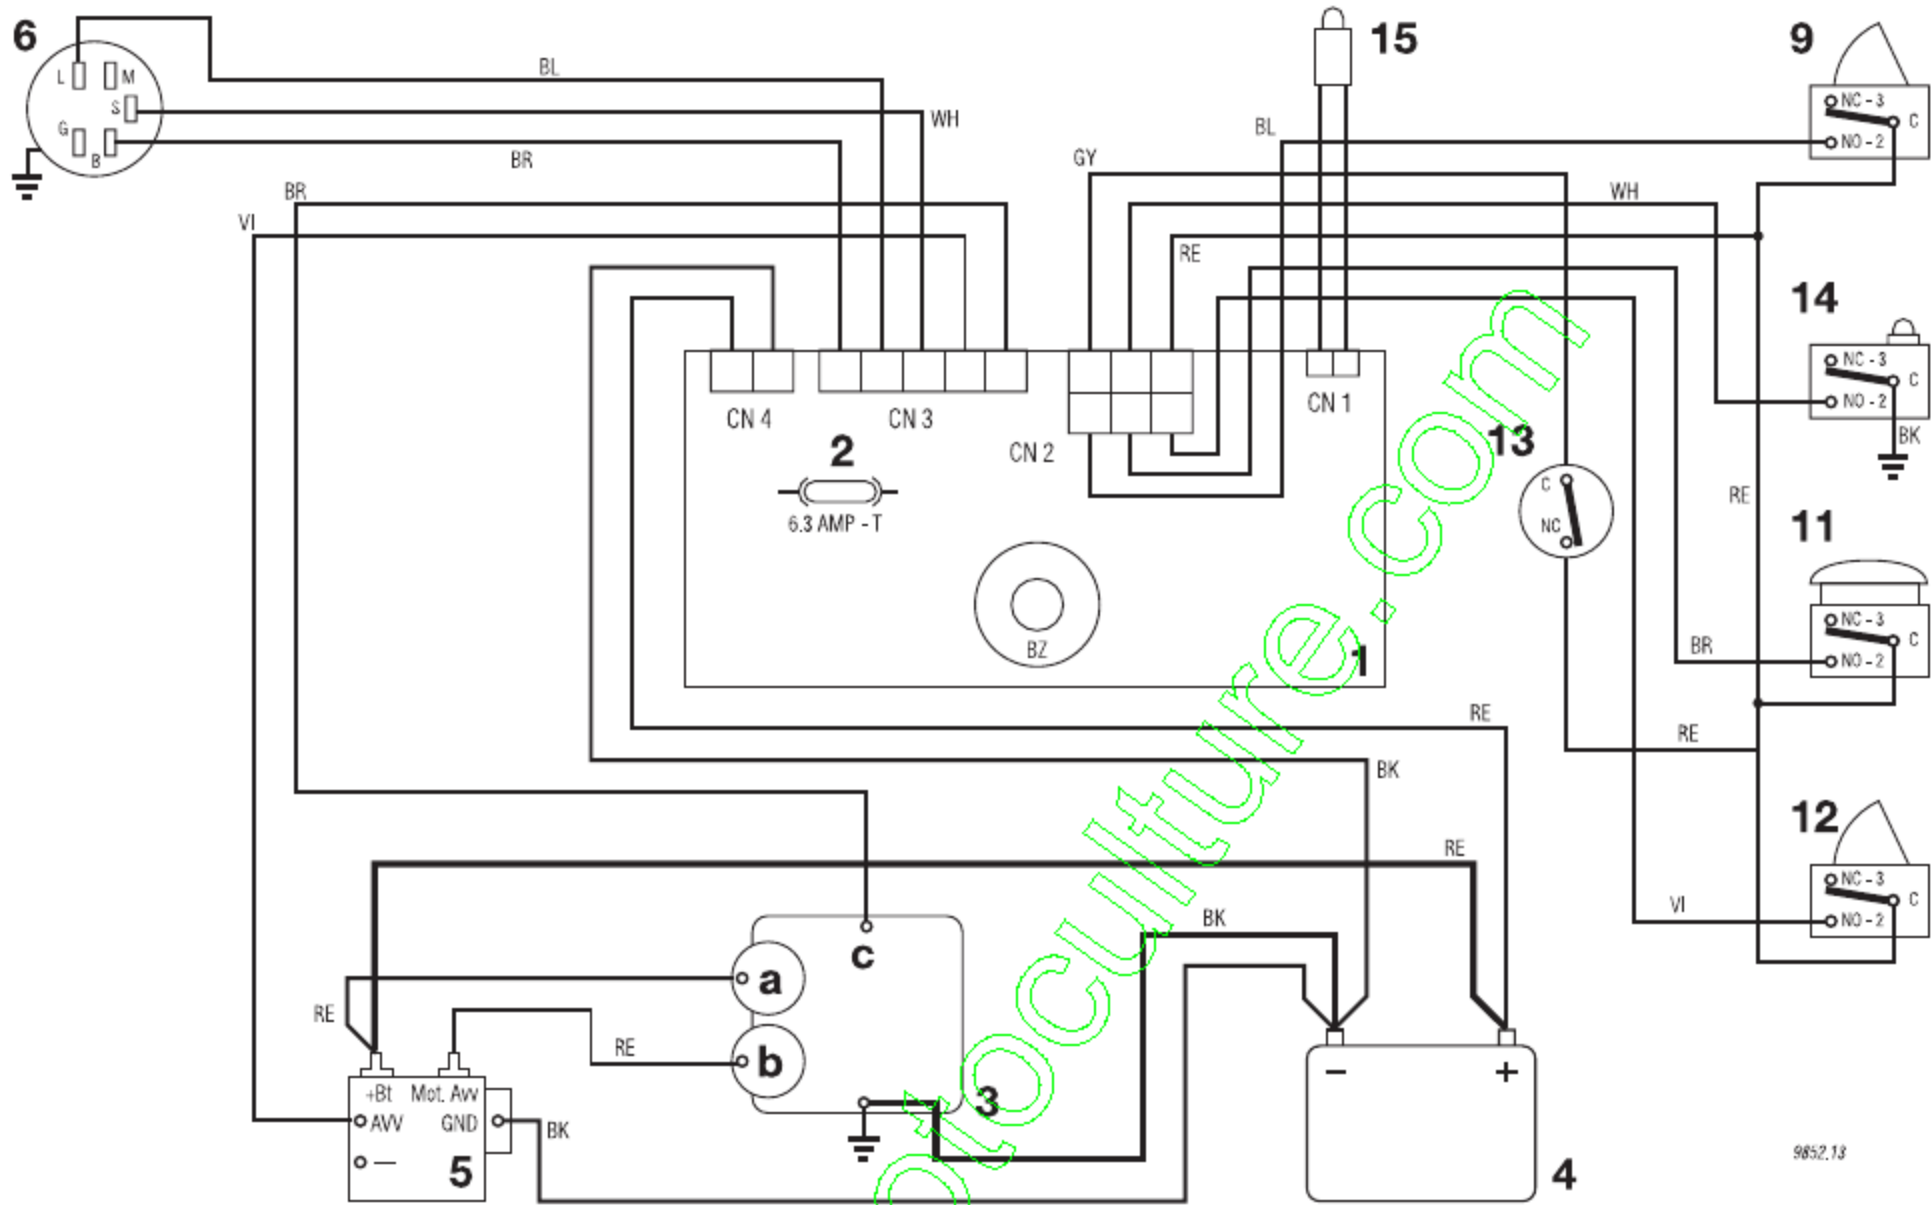 6
15
9
L
M
S
G
B
BL
WH
BR
BR
VI
BL
GY
WH
RE
NC - 3
C
NO - 2
14
NC - 3
C
NO - 2
BK
CN 4
CN 3
CN 2
CN 1
2
6.3 AMP - T
BZ
1
13
C
NC
RE
11
NC - 3
C
NO - 2
BR
RE
RE
BK
12
NC - 3
C
NO - 2
VI
RE
BK
c
a
b
3
RE
RE
+Bt
Mot. Avv
AVV
GND
BK
5
–
+
4
9852.13
otoculture.com